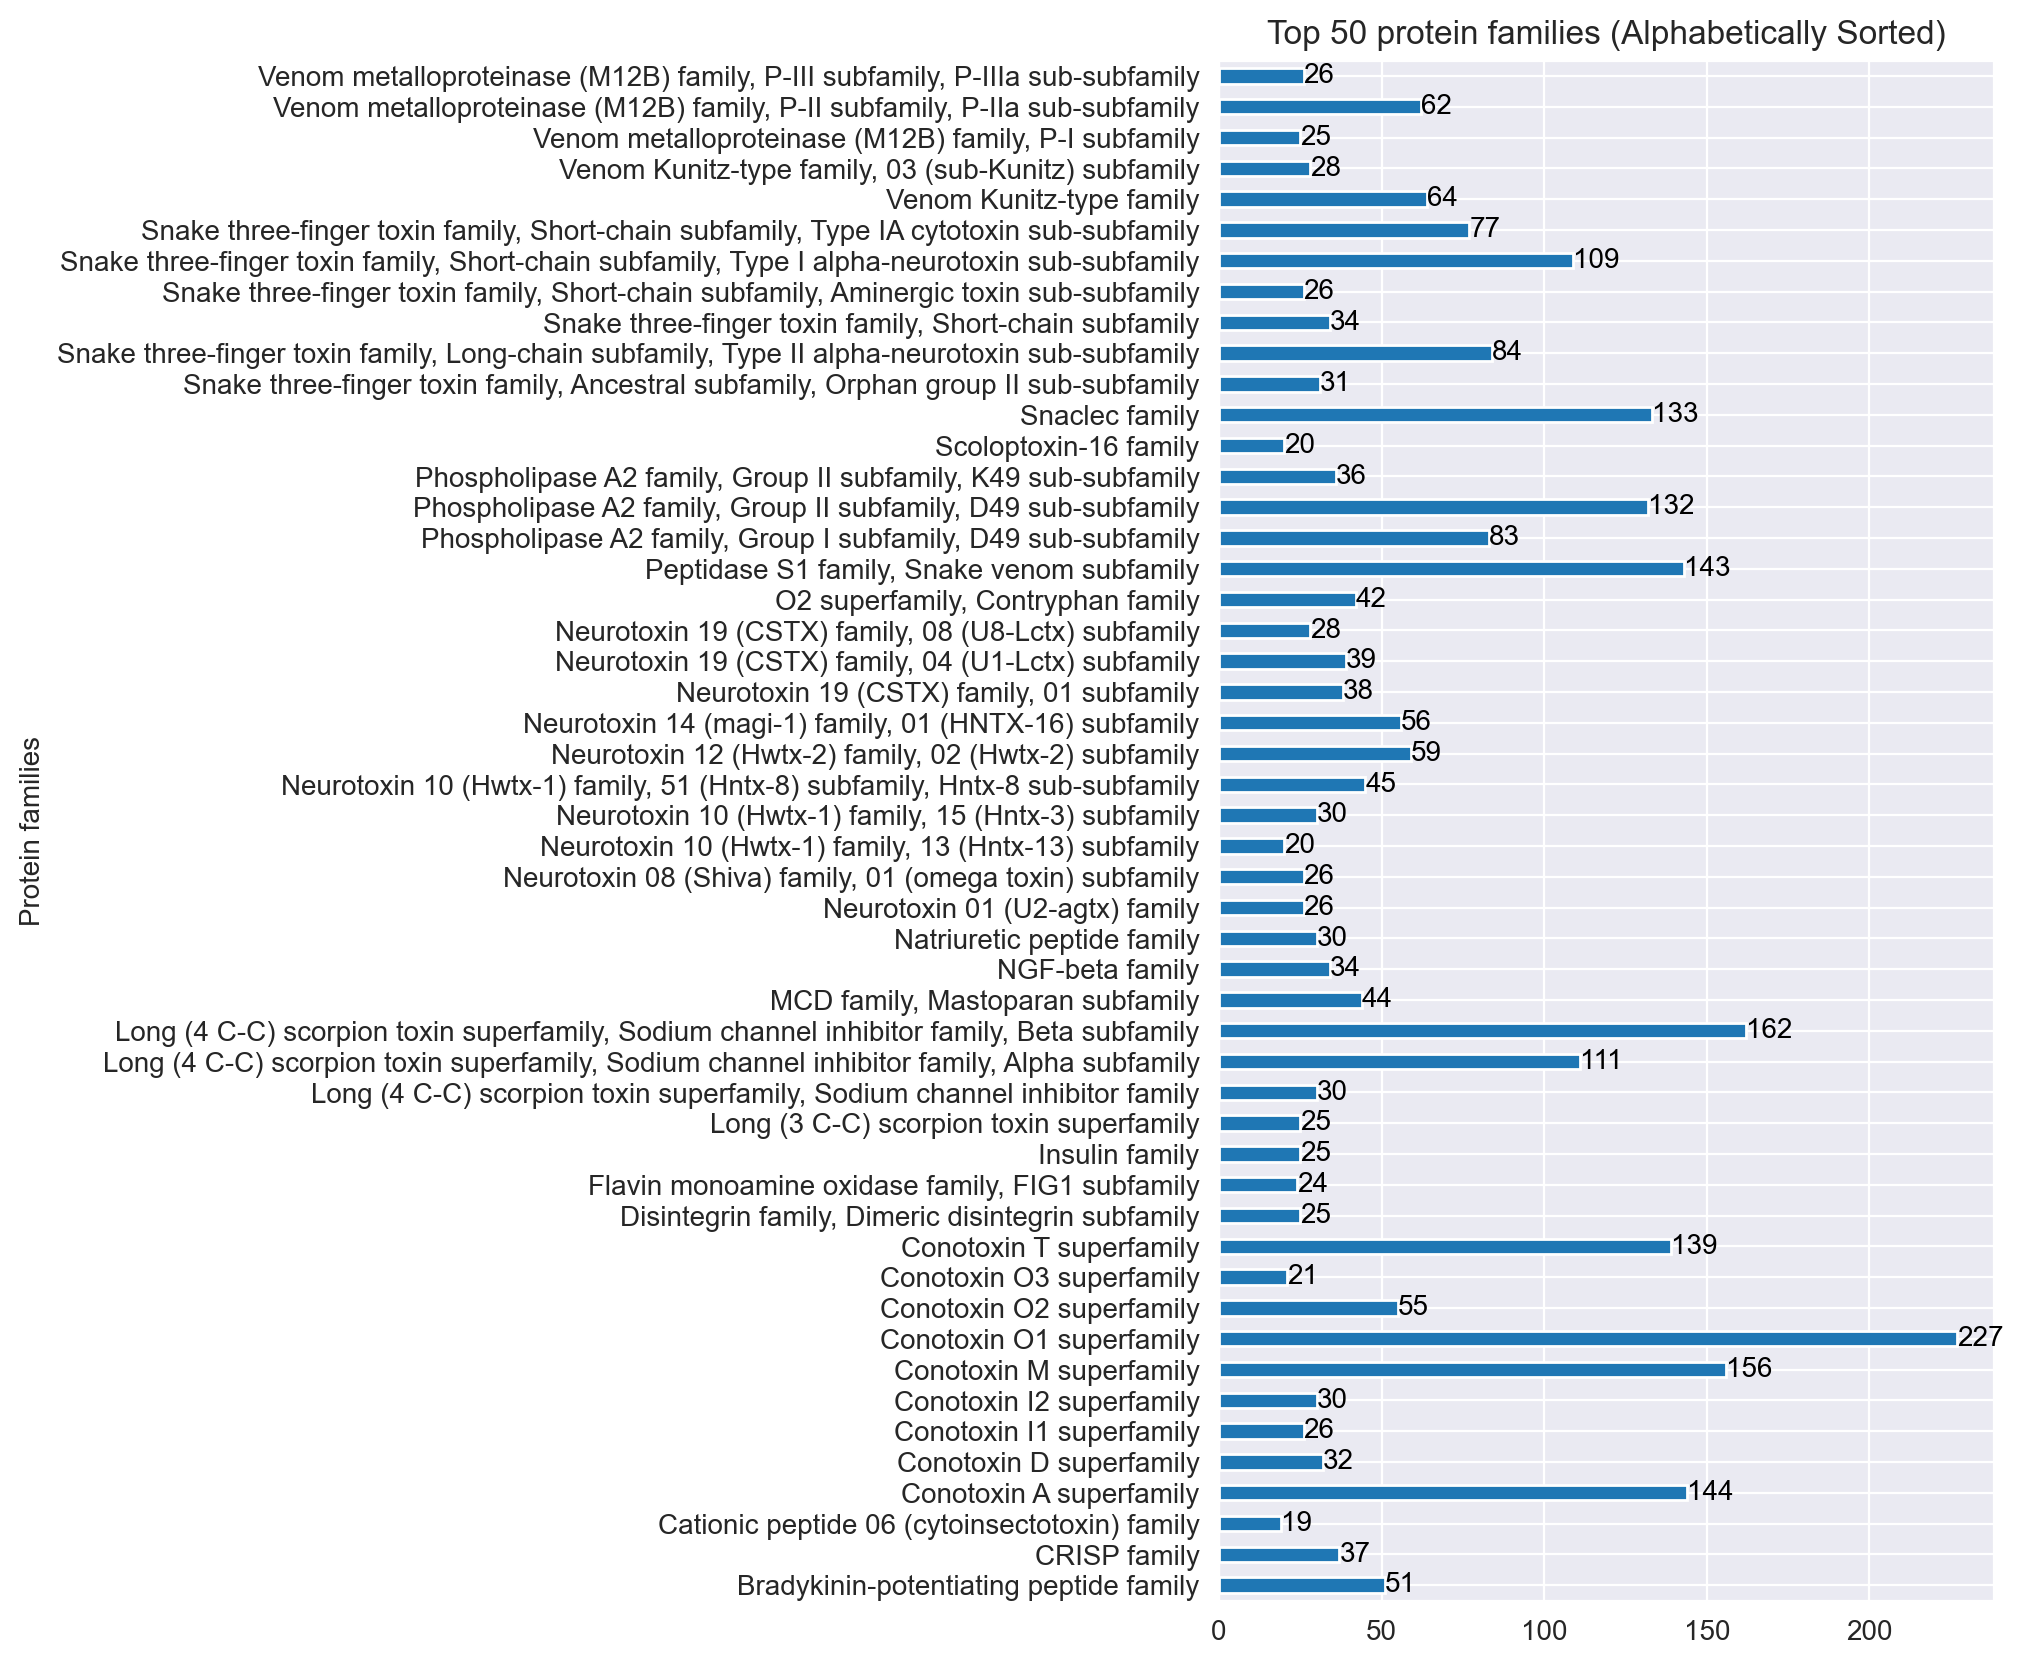 Top 50 protein families (Alphabetically Sorted)
Venom metalloproteinase (M12B) family, P-III subfamily, P-IIIa sub-subfamily 26
Venom metalloproteinase (M12B) family, P-II subfamily, P-IIa sub-subfamily 62
Venom metalloproteinase (M12B) family, P-I subfamily 25
Venom Kunitz-type family, 03 (sub-Kunitz) subfamily 28
Venom Kunitz-type family 64
Snake three-finger toxin family, Short-chain subfamily, Type IA cytotoxin sub-subfamily 77
Snake three-finger toxin family, Short-chain subfamily, Type I alpha-neurotoxin sub-subfamily 109
Snake three-finger toxin family, Short-chain subfamily, Aminergic toxin sub-subfamily 26
Snake three-finger toxin family, Short-chain subfamily 34
Snake three-finger toxin family, Long-chain subfamily, Type II alpha-neurotoxin sub-subfamily 84
Snake three-finger toxin family, Ancestral subfamily, Orphan group II sub-subfamily 31
Snaclec family 133
Scoloptoxin-16 family 20
Phospholipase A2 family, Group II subfamily, K49 sub-subfamily 36
Phospholipase A2 family, Group II subfamily, D49 sub-subfamily 132
Phospholipase A2 family, Group I subfamily, D49 sub-subfamily 83
Peptidase S1 family, Snake venom subfamily 143
O2 superfamily, Contryphan family 42
Neurotoxin 19 (CSTX) family, 08 (U8-Lctx) subfamily 28
Neurotoxin 19 (CSTX) family, 04 (U1-Lctx) subfamily 39
Neurotoxin 19 (CSTX) family, 01 subfamily 38
Neurotoxin 14 (magi-1) family, 01 (HNTX-16) subfamily 56
Neurotoxin 12 (Hwtx-2) family, 02 (Hwtx-2) subfamily 59
Neurotoxin 10 (Hwtx-1) family, 51 (Hntx-8) subfamily, Hntx-8 sub-subfamily 45
Neurotoxin 10 (Hwtx-1) family, 15 (Hntx-3) subfamily 30
Neurotoxin 10 (Hwtx-1) family, 13 (Hntx-13) subfamily 20
Neurotoxin 08 (Shiva) family, 01 (omega toxin) subfamily 26
Neurotoxin 01 (U2-agtx) family 26
Natriuretic peptide family 30
NGF-beta family 34
MCD family, Mastoparan subfamily 44
Long (4 C-C) scorpion toxin superfamily, Sodium channel inhibitor family, Beta subfamily 162
Long (4 C-C) scorpion toxin superfamily, Sodium channel inhibitor family, Alpha subfamily 111
Long (4 C-C) scorpion toxin superfamily, Sodium channel inhibitor family 30
Long (3 C-C) scorpion toxin superfamily 25
Insulin family 25
Flavin monoamine oxidase family, FIG1 subfamily 24
Disintegrin family, Dimeric disintegrin subfamily 25
Conotoxin T superfamily 139
Conotoxin O3 superfamily 21
Conotoxin O2 superfamily 55
Conotoxin O1 superfamily 227
Conotoxin M superfamily 156
Conotoxin I2 superfamily 30
Conotoxin I1 superfamily 26
Conotoxin D superfamily 32
Conotoxin A superfamily 144
Cationic peptide 06 (cytoinsectotoxin) family 19
CRISP family 37
Bradykinin-potentiating peptide family 51
0 50 100 150 200
Protein families